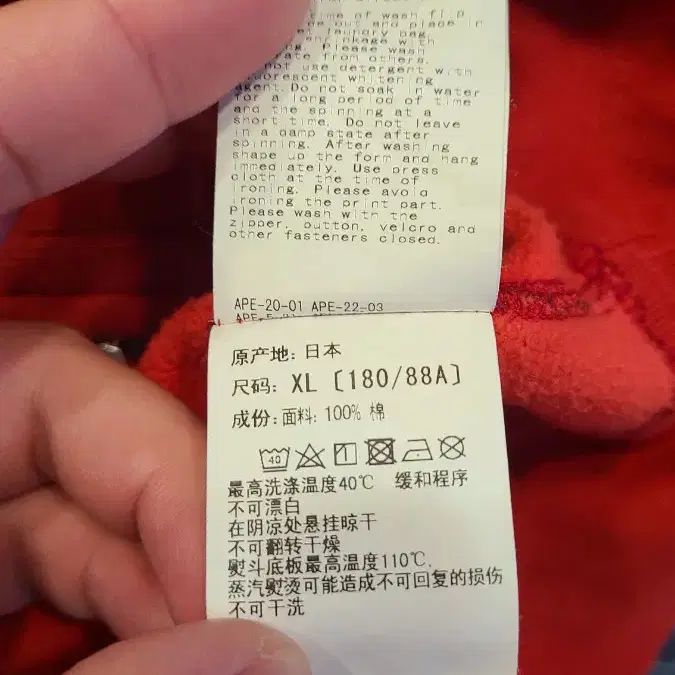 time of wash flip
out and place in
laundry bag.
shrinkage with
Please wash
from others.
not use detergent with
fluorescent whitening
agent. Do not soak in water
for a long period of time
and the spinning at a
short time. Do not leave
in a damp state after
spinning. After washing
shape up the form and hang
immediately. Use press
cloth at the time of
ironing. Please avoid
ironing the print part.
Please wash with the
zipper, button, velcro and
other fasteners closed.
APE-20-01 APE-22-03
原产地: 日本
尺码: XL [180/88A]
成份: 面料: 100% 棉
40
最高洗涤温度40℃ 缓和程序
不可漂白
在阴凉处悬挂晾干
不可翻转干燥
熨斗底板最高温度110℃.
蒸汽熨烫可能造成不可回复的损伤
不可干洗